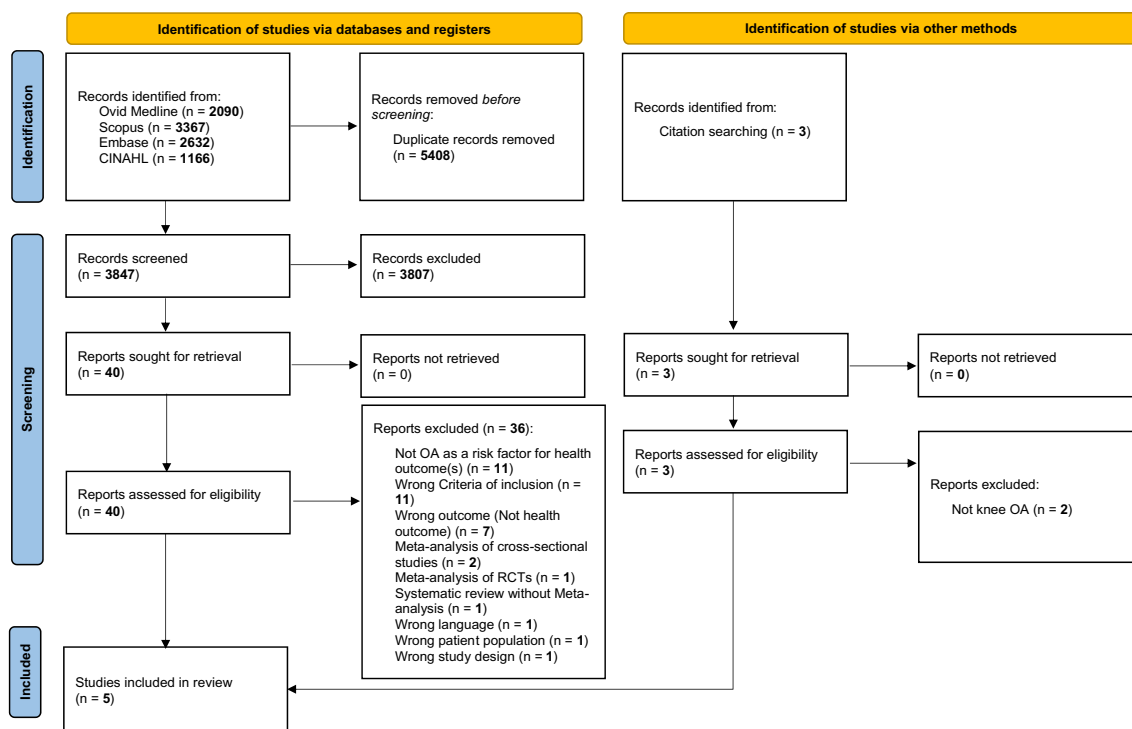 Identification of studies via databases and registers
Identification of studies via other methods
Identification
Records identified from:
Ovid Medline (n = 2090)
Scopus (n = 3367)
Embase (n = 2632)
CINAHL (n = 1166)
Records removed before
screening:
Duplicate records removed
(n = 5408)
Records identified from:
Citation searching (n = 3)
Screening
Records screened
(n = 3847)
Records excluded
(n = 3807)
Reports sought for retrieval
(n = 40)
Reports not retrieved
(n = 0)
Reports sought for retrieval
(n = 3)
Reports not retrieved
(n = 0)
Reports assessed for eligibility
(n = 40)
Reports excluded (n = 36):
Not OA as a risk factor for health
outcome(s) (n = 11)
Wrong Criteria of inclusion (n =
11)
Wrong outcome (Not health
outcome) (n = 7)
Meta-analysis of cross-sectional
studies (n = 2)
Meta-analysis of RCTs (n = 1)
Systematic review without Meta-
analysis (n = 1)
Wrong language (n = 1)
Wrong patient population (n = 1)
Wrong study design (n = 1)
Reports assessed for eligibility
(n = 3)
Reports excluded:
Not knee OA (n = 2)
Included
Studies included in review
(n = 5)